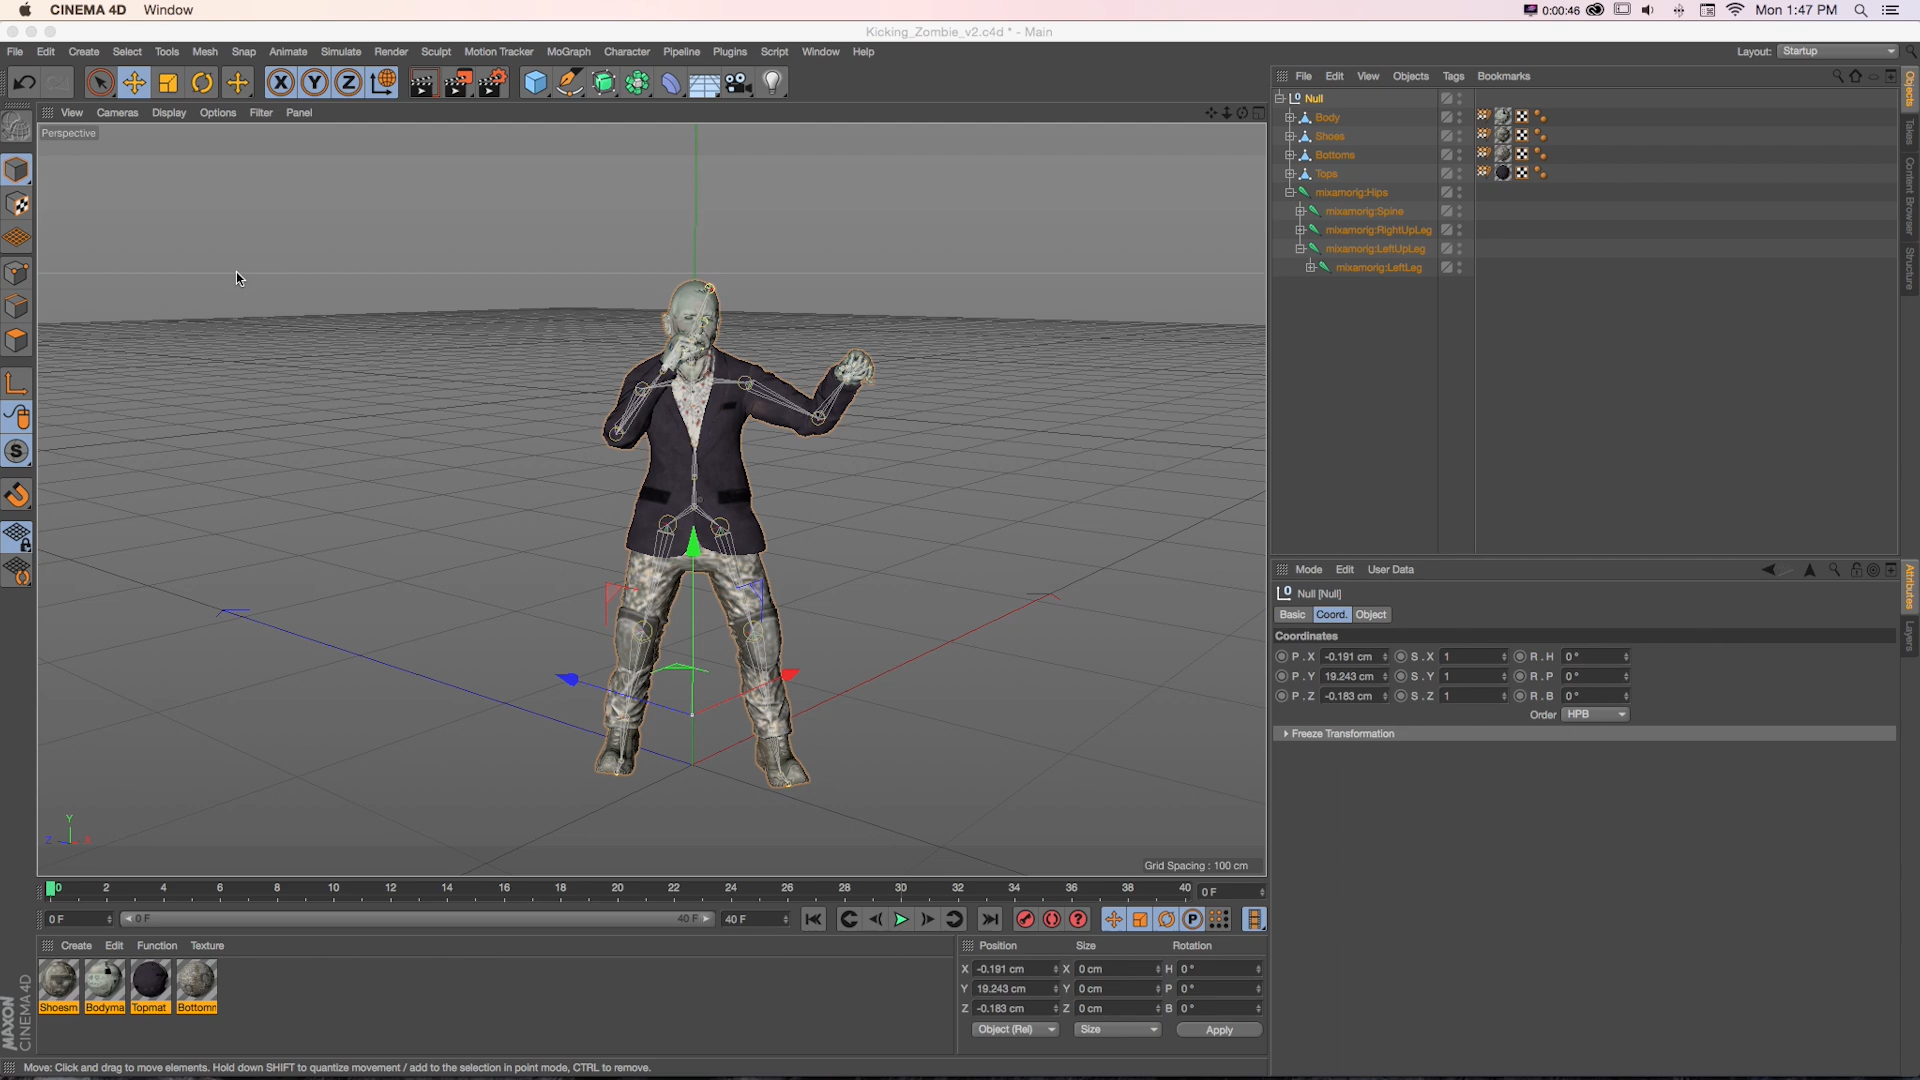 CINEMA 4D Window 0:00:46 Mon 1:47 PM
Kicking_Zombie_v2.c4d * - Main
File Edit Create Select Tools Mesh Snap Animate Simulate Render Sculpt Motion Tracker MoGraph Character Pipeline Plugins Script Window Help Layout: Startup
X Y Z
File Edit View Objects Tags Bookmarks
View Cameras Display Options Filter Panel
Perspective
Null
Body
Shoes
Bottoms
Tops
mixamorig:Hips
mixamorig:Spine
mixamorig:RightUpLeg
mixamorig:LeftUpLeg
mixamorig:LeftLeg
Objects
Takes
Content Browser
Structure
S
Mode Edit User Data
Null [Null]
Basic Coord. Object
Coordinates
P . X -0.191 cm S . X 1 R . H 0 °
P . Y 19.243 cm S . Y 1 R . P 0 °
P . Z -0.183 cm S . Z 1 R . B 0 °
Order HPB
Freeze Transformation
Attributes
Layers
Y
Z X
Grid Spacing : 100 cm
0 2 4 6 8 10 12 14 16 18 20 22 24 26 28 30 32 34 36 38 40 0 F
0 F 0 F 40 F 40 F P
Create Edit Function Texture
Shoesm Bodyma Topmat Bottomr
Position Size Rotation
X -0.191 cm X 0 cm H 0 °
Y 19.243 cm Y 0 cm P 0 °
Z -0.183 cm Z 0 cm B 0 °
Object (Rel) Size Apply
MAXON
CINEMA 4D
Move: Click and drag to move elements. Hold down SHIFT to quantize movement / add to the selection in point mode, CTRL to remove.